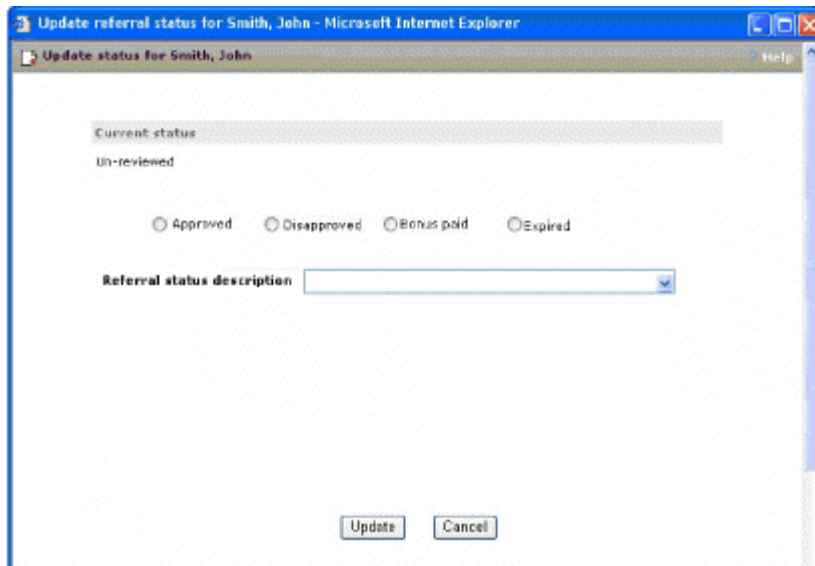 Update referral status for Smith, John - Microsoft Internet Explorer
Update status for Smith, John
? Help
Current status
Un-reviewed
Approved Disapproved Bonus paid Expired
Referral status description
Update Cancel